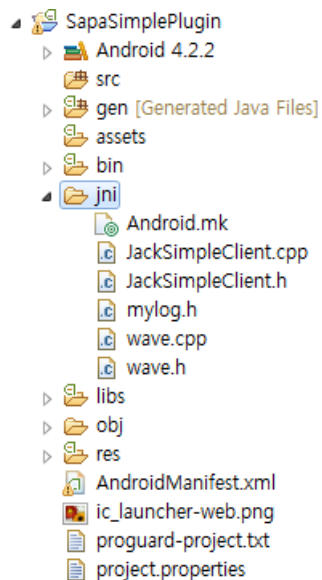 SapaSimplePlugin
Android 4.2.2
src
gen [Generated Java Files]
assets
bin
jni
Android.mk
JackSimpleClient.cpp
JackSimpleClient.h
mylog.h
wave.cpp
wave.h
libs
obj
res
AndroidManifest.xml
ic_launcher-web.png
proguard-project.txt
project.properties